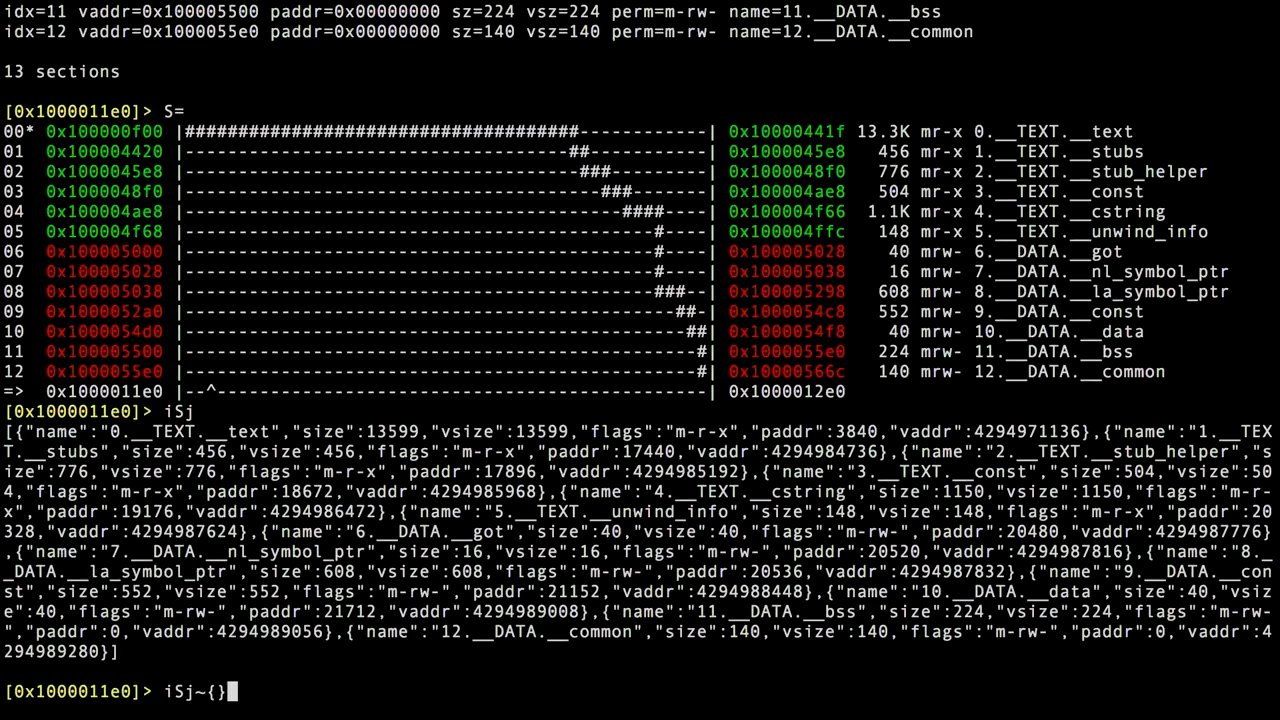 idx=11 vaddr=0x100005500 paddr=0x00000000 sz=224 vsz=224 perm=m-rw- name=11.__DATA.__bss
idx=12 vaddr=0x1000055e0 paddr=0x00000000 sz=140 vsz=140 perm=m-rw- name=12.__DATA.__common
13 sections
[0x1000011e0]> S=
00* 0x100000f00 |#####################################------------| 0x10000441f 13.3K mr-x 0.__TEXT.__text
01 0x100004420 |------------------------------------##-----------| 0x1000045e8 456 mr-x 1.__TEXT.__stubs
02 0x1000045e8 |-------------------------------------###---------| 0x1000048f0 776 mr-x 2.__TEXT.__stub_helper
03 0x1000048f0 |---------------------------------------###-------| 0x100004ae8 504 mr-x 3.__TEXT.__const
04 0x100004ae8 |-----------------------------------------####----| 0x100004f66 1.1K mr-x 4.__TEXT.__cstring
05 0x100004f68 |--------------------------------------------#----| 0x100004ffc 148 mr-x 5.__TEXT.__unwind_info
06 0x100005000 |--------------------------------------------#----| 0x100005028 40 mrw- 6.__DATA.__got
07 0x100005028 |--------------------------------------------#----| 0x100005038 16 mrw- 7.__DATA.__nl_symbol_ptr
08 0x100005038 |--------------------------------------------###--| 0x100005298 608 mrw- 8.__DATA.__la_symbol_ptr
09 0x1000052a0 |----------------------------------------------##-| 0x1000054c8 552 mrw- 9.__DATA.__const
10 0x1000054d0 |-----------------------------------------------##| 0x1000054f8 40 mrw- 10.__DATA.__data
11 0x100005500 |------------------------------------------------#| 0x1000055e0 224 mrw- 11.__DATA.__bss
12 0x1000055e0 |------------------------------------------------#| 0x10000566c 140 mrw- 12.__DATA.__common
=> 0x1000011e0 |--^----------------------------------------------| 0x1000012e0
[0x1000011e0]> iSj
[{"name":"0.__TEXT.__text","size":13599,"vsize":13599,"flags":"m-r-x","paddr":3840,"vaddr":4294971136},{"name":"1.__TEX
T.__stubs","size":456,"vsize":456,"flags":"m-r-x","paddr":17440,"vaddr":4294984736},{"name":"2.__TEXT.__stub_helper","s
ize":776,"vsize":776,"flags":"m-r-x","paddr":17896,"vaddr":4294985192},{"name":"3.__TEXT.__const","size":504,"vsize":50
4,"flags":"m-r-x","paddr":18672,"vaddr":4294985968},{"name":"4.__TEXT.__cstring","size":1150,"vsize":1150,"flags":"m-r-
x","paddr":19176,"vaddr":4294986472},{"name":"5.__TEXT.__unwind_info","size":148,"vsize":148,"flags":"m-r-x","paddr":20
328,"vaddr":4294987624},{"name":"6.__DATA.__got","size":40,"vsize":40,"flags":"m-rw-","paddr":20480,"vaddr":4294987776}
,{"name":"7.__DATA.__nl_symbol_ptr","size":16,"vsize":16,"flags":"m-rw-","paddr":20520,"vaddr":4294987816},{"name":"8._
_DATA.__la_symbol_ptr","size":608,"vsize":608,"flags":"m-rw-","paddr":20536,"vaddr":4294987832},{"name":"9.__DATA.__con
st","size":552,"vsize":552,"flags":"m-rw-","paddr":21152,"vaddr":4294988448},{"name":"10.__DATA.__data","size":40,"vsiz
e":40,"flags":"m-rw-","paddr":21712,"vaddr":4294989008},{"name":"11.__DATA.__bss","size":224,"vsize":224,"flags":"m-rw-
","paddr":0,"vaddr":4294989056},{"name":"12.__DATA.__common","size":140,"vsize":140,"flags":"m-rw-","paddr":0,"vaddr":4
294989280}]
[0x1000011e0]> iSj~{}